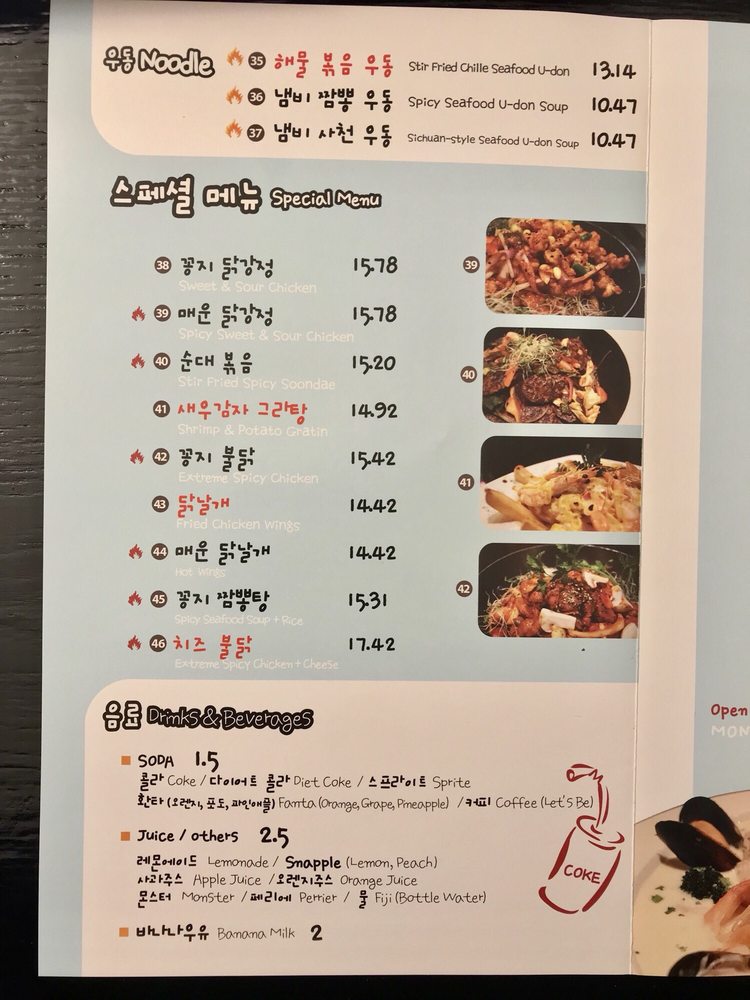 우동 Noodle
35 해물 볶음 우동 Stir Fried Chille Seafood U-don 13.14
36 냄비 짬뽕 우동 Spicy Seafood U-don Soup 10.47
37 냄비 사천 우동 Sichuan-style Seafood U-don Soup 10.47
스페셜 메뉴 Special Menu
38 꽁지 닭강정 15.78
Sweet & Sour Chicken
39 매운 닭강정 15.78
Spicy Sweet & Sour Chicken
40 순대 볶음 15.20
Stir Fried Spicy Soondae
41 새우감자 그라탕 14.92
Shrimp & Potato Gratin
42 꽁지 불닭 15.42
Extreme Spicy Chicken
43 닭날개 14.42
Fried Chicken Wings
44 매운 닭날개 14.42
Hot Wings
45 꽁지 짬뽕탕 15.31
Spicy Seafood Soup + Rice
46 치즈 불닭 17.42
Extreme Spicy Chicken + Cheese
39
40
41
42
음료 Drinks & Beverages
SODA 1.5
콜라 Coke / 다이어트 콜라 Diet Coke / 스프라이트 Sprite
환타 (오렌지, 포도, 파인애플) Fanta (Orange, Grape, Pineapple) / 커피 Coffee (Let's Be)
Juice / others 2.5
레몬에이드 Lemonade / Snapple (Lemon, Peach)
사과주스 Apple Juice / 오렌지주스 Orange Juice
몬스터 Monster / 페리에 Perrier / 물 Fiji (Bottle Water)
바나나우유 Banana Milk 2
COKE
Open
MON